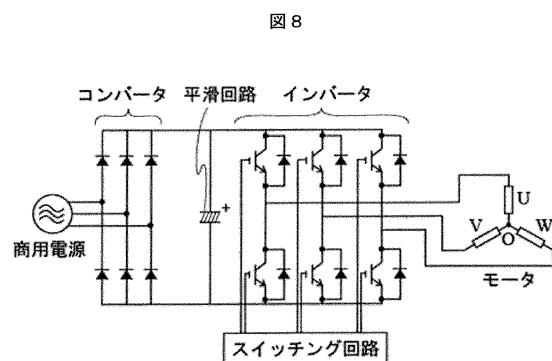 図8
コンバータ 平滑回路 インバータ
+
商用電源
U
V
O
W
モータ
スイッチング回路